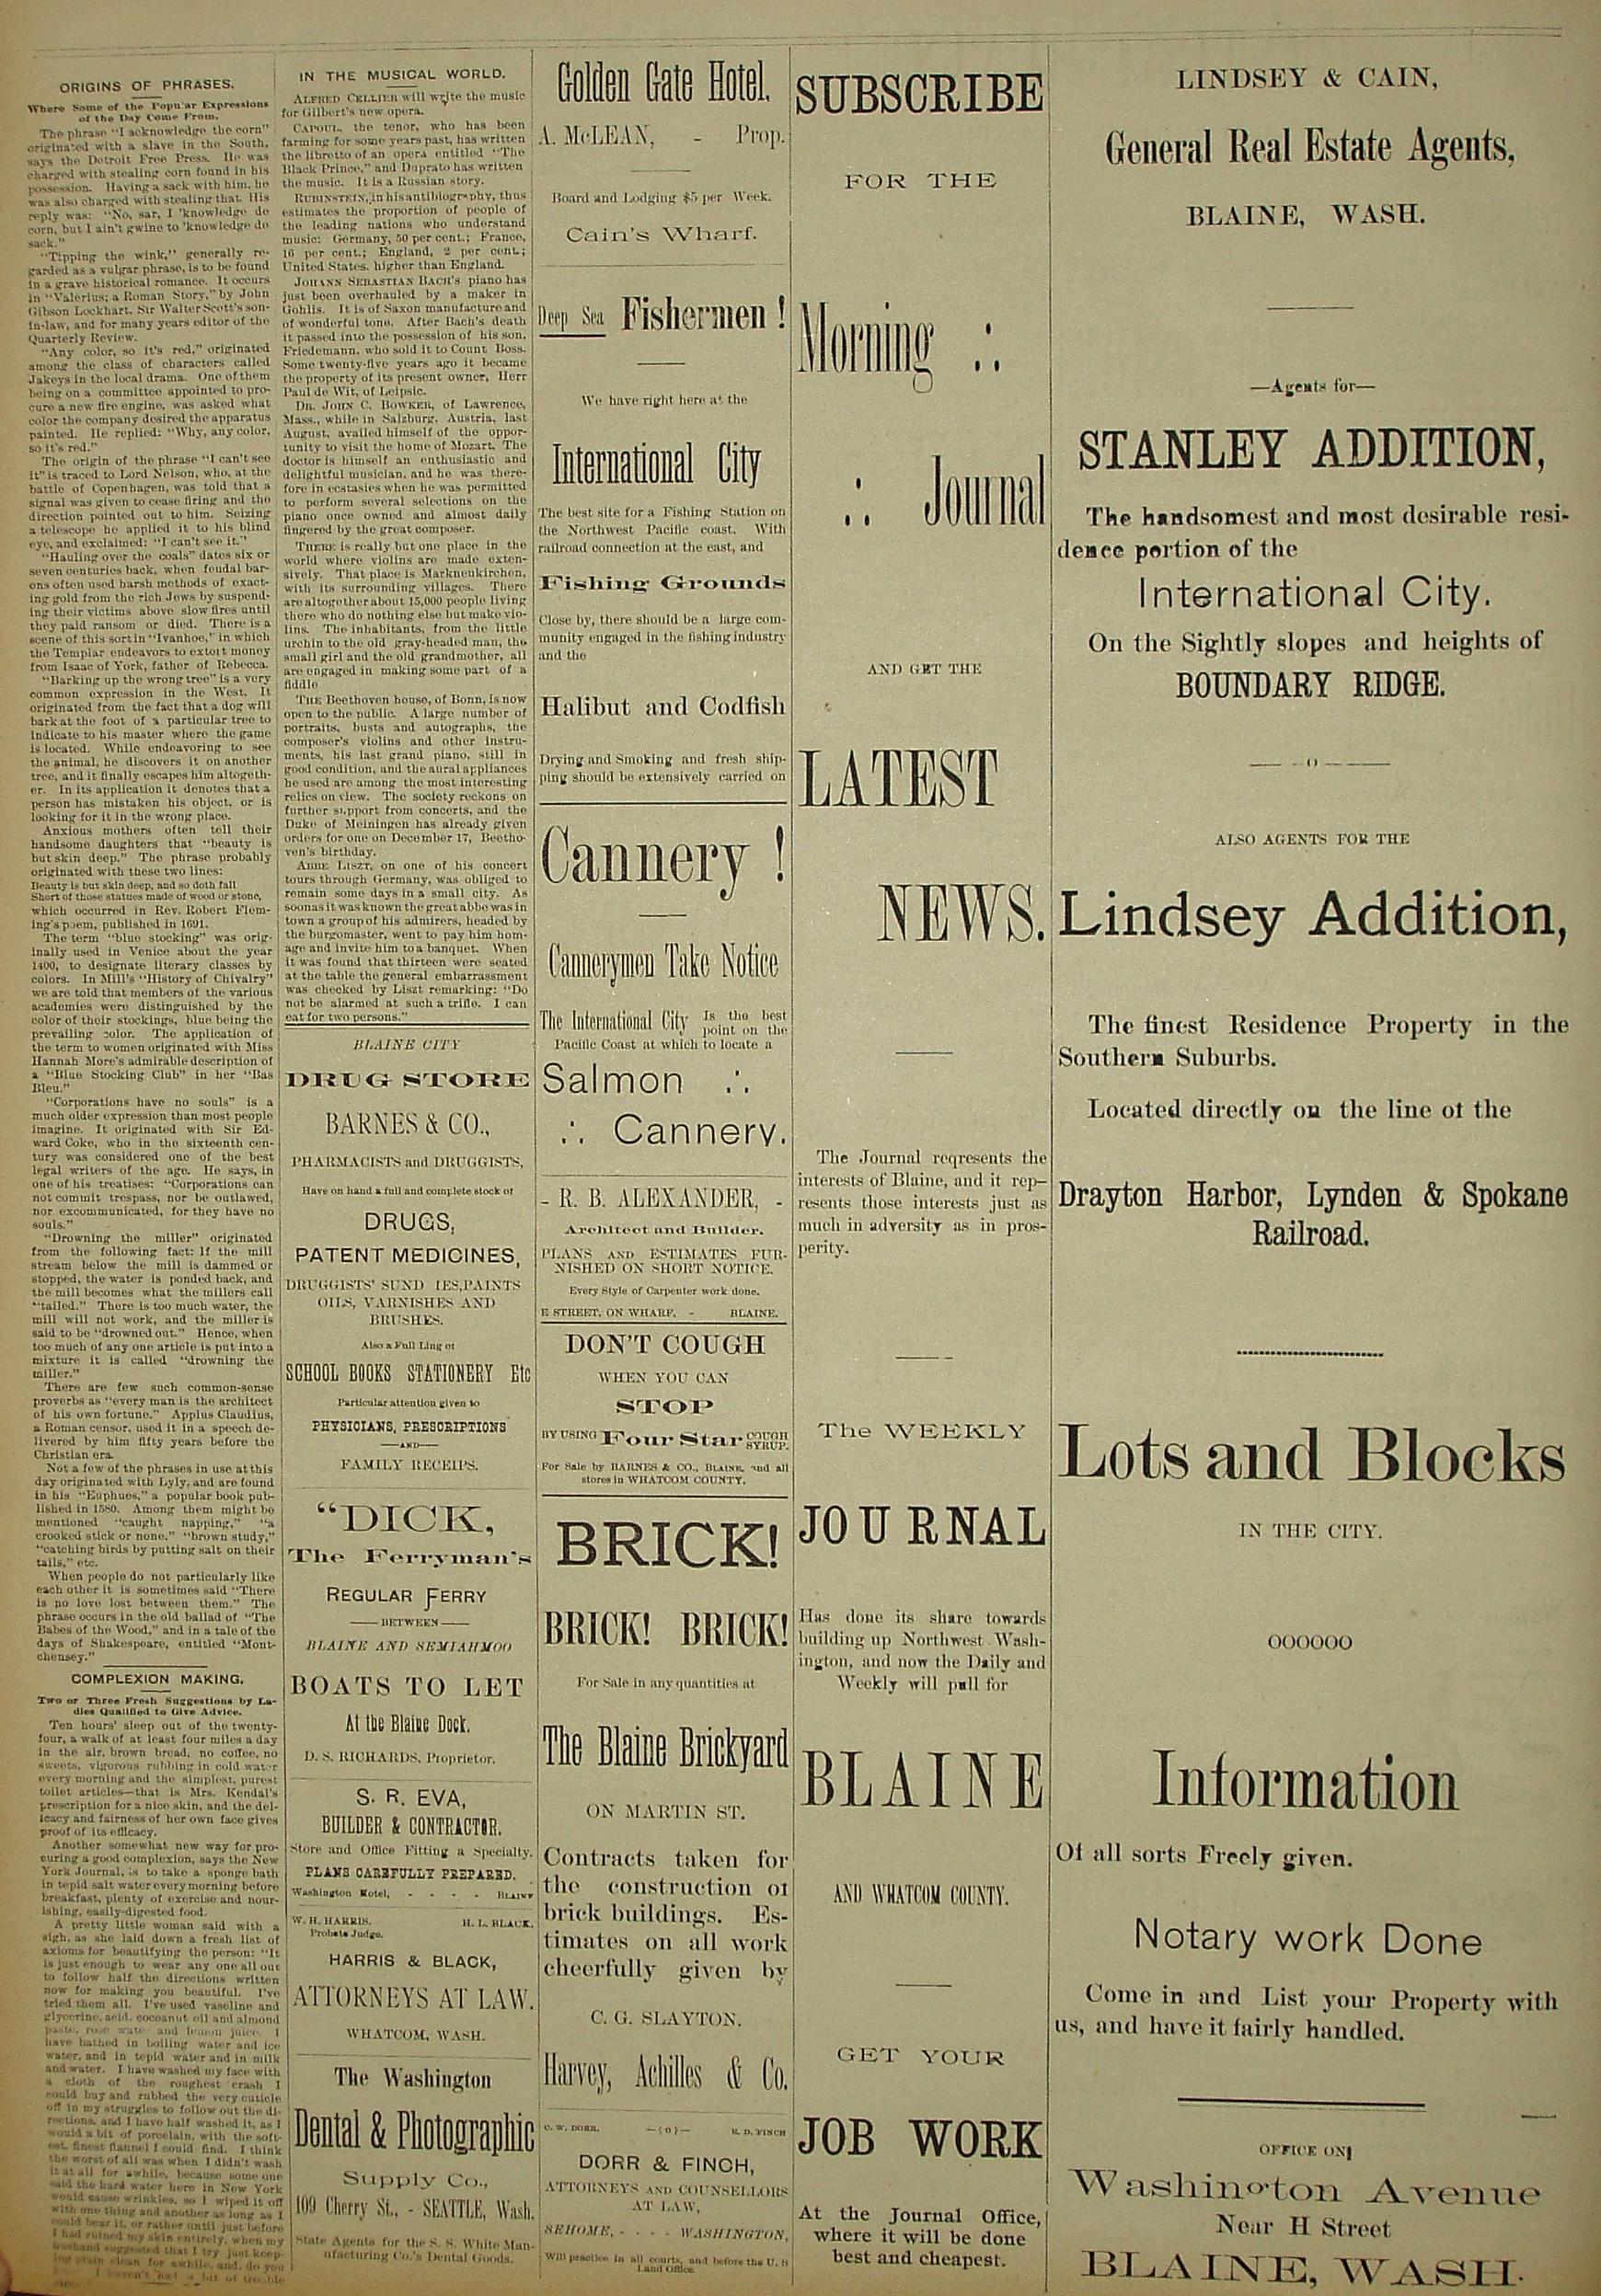 ORIGINS OF PHRASES.
Where Some of the Popular Expressions
of the Day Come From.
The phrase "I acknowledge the corn"
originated with a slave in the South,
says the Detroit Free Press. He was
charged with stealing corn found in his
possession. Having a sack with him, he
was also charged with stealing that. His
reply was: "No, sar, I 'knowledge de
corn, but I ain't gwine to 'knowledge de
sack."
"Tipping the wink," generally re-
garded as a vulgar phrase, is to be found
in a grave historical romance. It occurs
in "Valerius; a Roman Story," by John
Gibson Lockhart, Sir Walter Scott's son-
in-law, and for many years editor of the
Quarterly Review.
"Any color, so it's red," originated
among the class of characters called
Jakeys in the local drama. One of them
being on a committee appointed to pro-
cure a new fire engine, was asked what
color the company desired the apparatus
painted. He replied: "Why, any color,
so it's red."
The origin of the phrase "I can't see
it" is traced to Lord Nelson, who, at the
battle of Copenhagen, was told that a
signal was given to cease firing and the
direction pointed out to him. Seizing
a telescope he applied it to his blind
eye, and exclaimed: "I can't see it."
"Hauling over the coals" dates six or
seven centuries back, when feudal bar-
ons often used harsh methods of exact-
ing gold from the rich Jews by suspend-
ing their victims above slow fires until
they paid ransom or died. There is a
scene of this sort in "Ivanhoe,' in which
the Templar endeavors to extort money
from Isaac of York, father of Rebecca.
"Barking up the wrong tree" is a very
common expression in the West. It
originated from the fact that a dog will
bark at the foot of a particular tree to
indicate to his master where the game
is located. While endeavoring to see
the animal, he discovers it on another
tree, and it finally escapes him altogeth-
er. In its application it denotes that a
person has mistaken his object, or is
looking for it in the wrong place.
Anxious mothers often tell their
handsome daughters that "beauty is
but skin deep." The phrase probably
originated with these two lines:
Beauty is but skin deep, and so doth fall
Short of those statues made of wood or stone,
which occurred in Rev. Robert Flem-
ing's poem, published in 1691.
The term "blue stocking" was orig-
inally used in Venice about the year
1400, to designate literary classes by
colors. In Mill's "History of Chivalry"
we are told that members of the various
academies were distinguished by the
color of their stockings, blue being the
prevailing color. The application of
the term to women originated with Miss
Hannah More's admirable description of
a "Blue Stocking Club" in her "Bas
Bleu."
"Corporations have no souls" is a
much older expression than most people
imagine. It originated with Sir Ed-
ward Coke, who in the sixteenth cen-
tury was considered one of the best
legal writers of the age. He says, in
one of his treatises: "Corporations can
not commit trespass, nor be outlawed,
nor excommunicated, for they have no
souls."
"Drowning the miller" originated
from the following fact: If the mill
stream below the mill is dammed or
stopped, the water is ponded back, and
the mill becomes what the millers call
"tailed." There is too much water, the
mill will not work, and the miller is
said to be "drowned out." Hence, when
too much of any one article is put into a
mixture it is called "drowning the
miller."
There are few such common-sense
proverbs as "every man is the architect
of his own fortune." Appius Claudius,
a Roman censor, used it in a speech de-
livered by him fifty years before the
Christian era.
Not a few of the phrases in use at this
day originated with Lyly, and are found
in his "Euphues," a popular book pub-
lished in 1580. Among them might be
mentioned "caught napping," "a
crooked stick or none," "brown study,"
"catching birds by putting salt on their
tails," etc.
When people do not particularly like
each other it is sometimes said "There
is no love lost between them." The
phrase occurs in the old ballad of "The
Babes of the Wood," and in a tale of the
days of Shakespeare, entitled "Mont-
chensey."
COMPLEXION MAKING.
Two or Three Fresh Suggestions by La-
dies Qualified to Give Advice.
Ten hours' sleep out of the twenty-
four, a walk of at least four miles a day
in the air, brown bread, no coffee, no
sweets, vigorous rubbing in cold water
every morning and the simplest, purest
toilet articles—that is Mrs. Kendal's
prescription for a nice skin, and the del-
icacy and fairness of her own face gives
proof of its efficacy.
Another somewhat new way for pro-
curing a good complexion, says the New
York Journal, is to take a sponge bath
in tepid salt water every morning before
breakfast, plenty of exercise and nour-
ishing, easily-digested food.
A pretty little woman said with a
sigh, as she laid down a fresh list of
axioms for beautifying the person: "It
is just enough to wear any one all out
to follow half the directions written
now for making you beautiful. I've
tried them all. I've used vaseline and
glycerine, acid, cocoanut oil and almond
paste, rose water and lemon juice. I
have bathed in boiling water and ice
water, and in tepid water and in milk
and water. I have washed my face with
a cloth of the roughest crash I
could buy and rubbed the very cuticle
off in my struggles to follow out the di-
rections, and I have half washed it, as I
would a bit of porcelain, with the soft-
est, finest flannel I could find. I think
the worst of all was when I didn't wash
it at all for awhile, because some one
said the hard water here in New York
would cause wrinkles, so I wiped it off
with one thing and another as long as I
could bear it, or rather until just before
I had ruined my skin entirely, when my
husband suggested that I try just keep-
ing plain clean for awhile, and, do you
I haven't had a bit of trouble
IN THE MUSICAL WORLD.
ALFRED CELLIER will write the music
for Gilbert's new opera.
CAPOUL, the tenor, who has been
farming for some years past, has written
the libretto of an opera entitled "The
Black Prince," and Duprato has written
the music. It is a Russian story.
RUBINSTEIN, in his antibiography, thus
estimates the proportion of people of
the leading nations who understand
music: Germany, 50 per cent.; France,
16 per cent.; England, 2 per cent.;
United States, higher than England.
JOHANN SEBASTIAN BACH'S piano has
just been overhauled by a maker in
Gohlis. It is of Saxon manufacture and
of wonderful tone. After Bach's death
it passed into the possession of his son,
Friedemann, who sold it to Count Boss.
Some twenty-five years ago it became
the property of its present owner, Herr
Paul de Wit, of Leipsic.
DR. JOHN C. BOWKER, of Lawrence,
Mass., while in Salzburg, Austria, last
August, availed himself of the oppor-
tunity to visit the home of Mozart. The
doctor is himself an enthusiastic and
delightful musician, and he was there-
fore in ecstasies when he was permitted
to perform several selections on the
piano once owned and almost daily
fingered by the great composer.
THERE is really but one place in the
world where violins are made exten-
sively. That place is Markneukirchen,
with its surrounding villages. There
are altogether about 15,000 people living
there who do nothing else but make vio-
lins. The inhabitants, from the little
urchin to the old gray-headed man, the
small girl and the old grandmother, all
are engaged in making some part of a
fiddle
THE Beethoven house, of Bonn, is now
open to the public. A large number of
portraits, busts and autographs, the
composer's violins and other instru-
ments, his last grand piano, still in
good condition, and the aural appliances
he used are among the most interesting
relics on view. The society reckons on
further support from concerts, and the
Duke of Meiningen has already given
orders for one on December 17, Beetho-
ven's birthday.
ABBE LISZT, on one of his concert
tours through Germany, was obliged to
remain some days in a small city. As
soon as it was known the great abbe was in
town a group of his admirers, headed by
the burgomaster, went to pay him hom-
age and invite him to a banquet. When
it was found that thirteen were seated
at the table the general embarrassment
was checked by Liszt remarking: "Do
not be alarmed at such a trifle. I can
eat for two persons."
BLAINE CITY
DRUG STORE
BARNES & CO.,
PHARMACISTS and DRUGGISTS,
Have on hand a full and complete stock of
DRUGS,
PATENT MEDICINES,
DRUGGISTS' SUND IES,PAINTS
OILS, VARNISHES AND
BRUSHES.
Also a Full Ling of
SCHOOL BOOKS STATIONERY Etc
Particular attention given to
PHYSICIANS, PRESCRIPTIONS
—AND—
FAMILY RECEIPS.
"DICK,
The Ferryman's
REGULAR FERRY
—BETWEEN—
BLAINE AND SEMIAHMOO
BOATS TO LET
At the Blaine Dock.
D. S. RICHARDS, Proprietor.
S. R. EVA,
BUILDER & CONTRACTOR.
Store and Office Fitting a Specialty.
PLANS CAREFULLY PREPARED.
Washington Hotel, - - - - BLAINE
W. H. HARRIS. H. L. BLACK.
Probate Judge.
HARRIS & BLACK,
ATTORNEYS AT LAW.
WHATCOM, WASH.
The Washington
Dental & Photographic
Supply Co.,
109 Cherry St., - SEATTLE, Wash.
State Agents for the S. S. White Man-
ufacturing Co.'s Dental Goods.
Golden Gate Hotel,
A. McLEAN, - Prop.
Board and Lodging $5 per Week.
Cain's Wharf.
Deep Sea Fishermen !
We have right here at the
International City
The best site for a Fishing Station on
the Northwest Pacific coast. With
railroad connection at the east, and
Fishing Grounds
Close by, there should be a large com-
munity engaged in the fishing industry
and the
Halibut and Codfish
Drying and Smoking and fresh ship-
ping should be extensively carried on
Cannery !
Cannerymen Take Notice
The International City Is the best
point on the
Pacific Coast at which to locate a
Salmon ∴
∴ Cannery.
- R. B. ALEXANDER, -
Architect and Builder.
PLANS AND ESTIMATES FUR-
NISHED ON SHORT NOTICE.
Every Style of Carpenter work done.
E STREET, ON WHARF, - BLAINE.
DON'T COUGH
WHEN YOU CAN
STOP
BY USING Four Star COUGH SYRUP.
For Sale by BARNES & CO., BLAINE, and all
stores in WHATCOM COUNTY.
BRICK!
BRICK! BRICK!
For Sale in any quantities at
The Blaine Brickyard
ON MARTIN ST.
Contracts taken for
the construction of
brick buildings. Es-
timates on all work
cheerfully given by
C. G. SLAYTON.
Harvey, Achilles & Co.
C. W. DORR. —{0}— R. D. FINCH
DORR & FINCH,
ATTORNEYS AND COUNSELLORS
AT LAW,
SEHOME, - - - - WASHINGTON,
Will practice in all courts, and before the U. S
Land Office.
SUBSCRIBE
FOR THE
Morning ∴
∴ Journal
AND GET THE
LATEST
NEWS.
The Journal reqresents the
interests of Blaine, and it rep-
resents those interests just as
much in adversity as in pros-
perity.
The WEEKLY
JOURNAL
Has done its share towards
building up Northwest Wash-
ington, and now the Daily and
Weekly will pull for
BLAINE
AND WHATCOM COUNTY.
GET YOUR
JOB WORK
At the Journal Office,
where it will be done
best and cheapest.
LINDSEY & CAIN,
General Real Estate Agents,
BLAINE, WASH.
—Agents for—
STANLEY ADDITION,
The handsomest and most desirable resi-
dence portion of the
International City.
On the Sightly slopes and heights of
BOUNDARY RIDGE.
—o—
ALSO AGENTS FOR THE
Lindsey Addition,
The finest Residence Property in the
Southern Suburbs.
Located directly on the line of the
Drayton Harbor, Lynden & Spokane
Railroad.
Lots and Blocks
IN THE CITY.
OOOOOO
Information
Of all sorts Freely given.
Notary work Done
Come in and List your Property with
us, and have it fairly handled.
OFFICE ON
Washington Avenue
Near H Street
BLAINE, WASH.